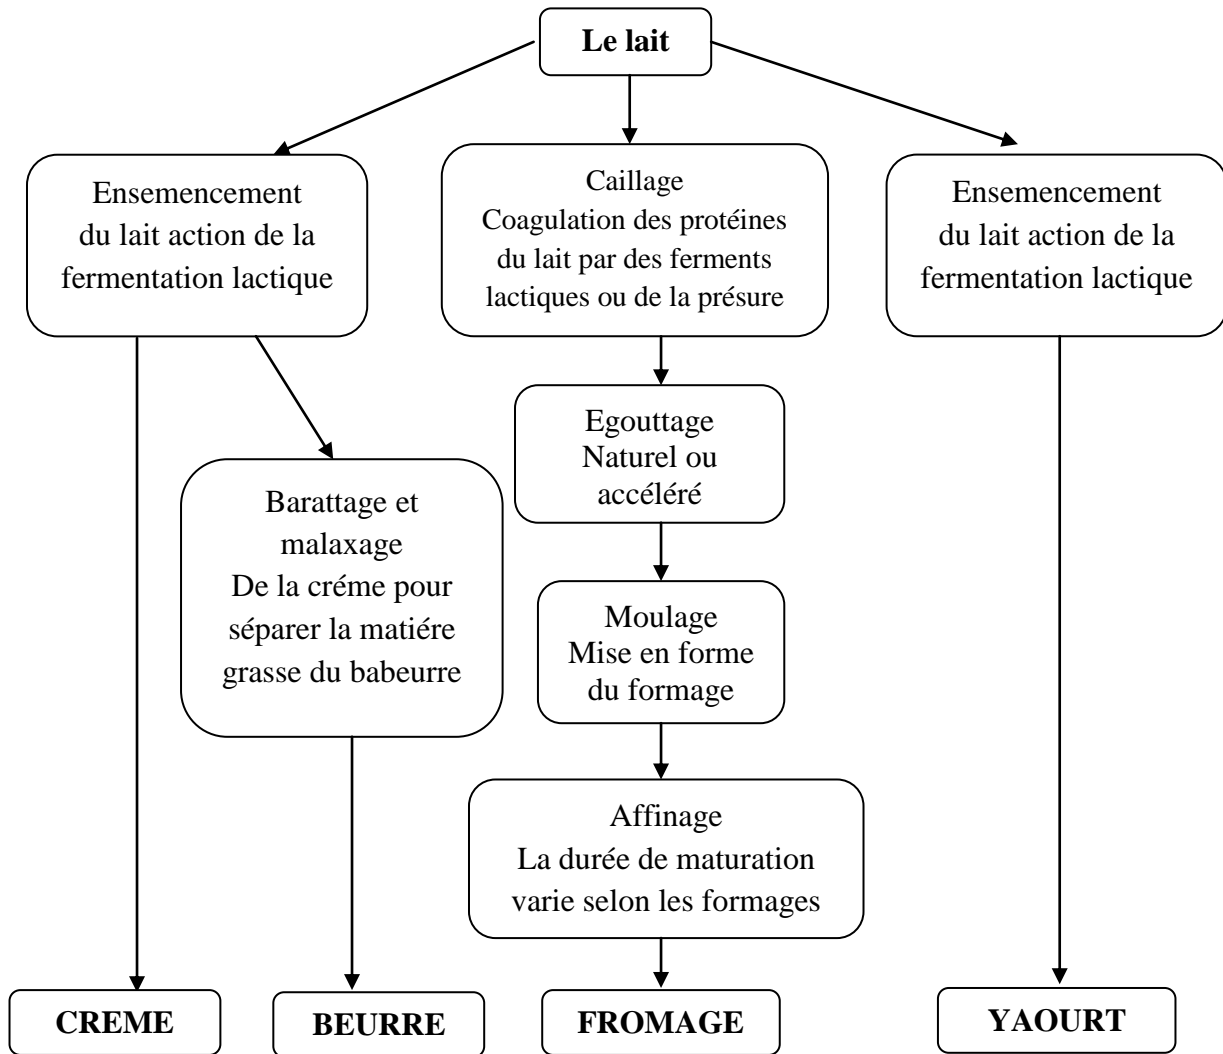 Le lait
Ensemencement
du lait action de la
fermentation lactique
Caillage
Coagulation des protéines
du lait par des ferments
lactiques ou de la présure
Ensemencement
du lait action de la
fermentation lactique
Egouttage
Naturel ou
accéléré
Barattage et
malaxage
De la créme pour
séparer la matiére
grasse du babeurre
Moulage
Mise en forme
du formage
Affinage
La durée de maturation
varie selon les formages
CREME
BEURRE
FROMAGE
YAOURT